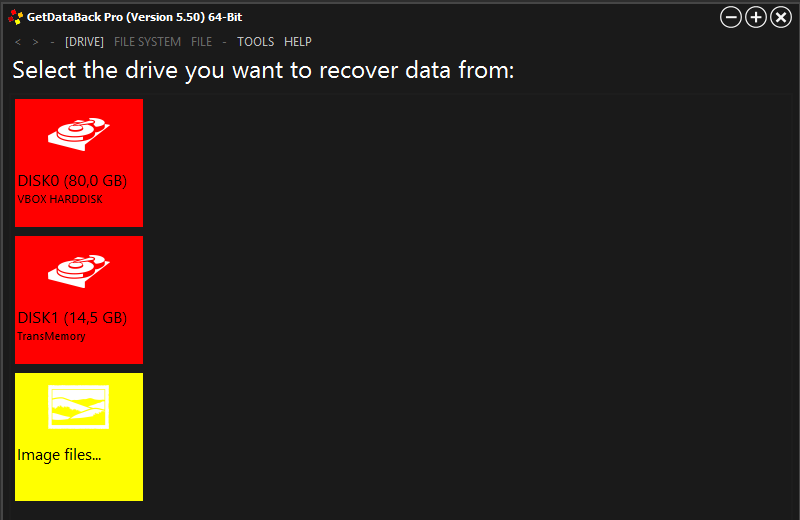 GetDataBack Pro (Version 5.50) 64-Bit
< > - [DRIVE] FILE SYSTEM FILE - TOOLS HELP
Select the drive you want to recover data from:
DISK0 (80,0 GB)
VBOX HARDDISK
DISK1 (14,5 GB)
TransMemory
Image files...